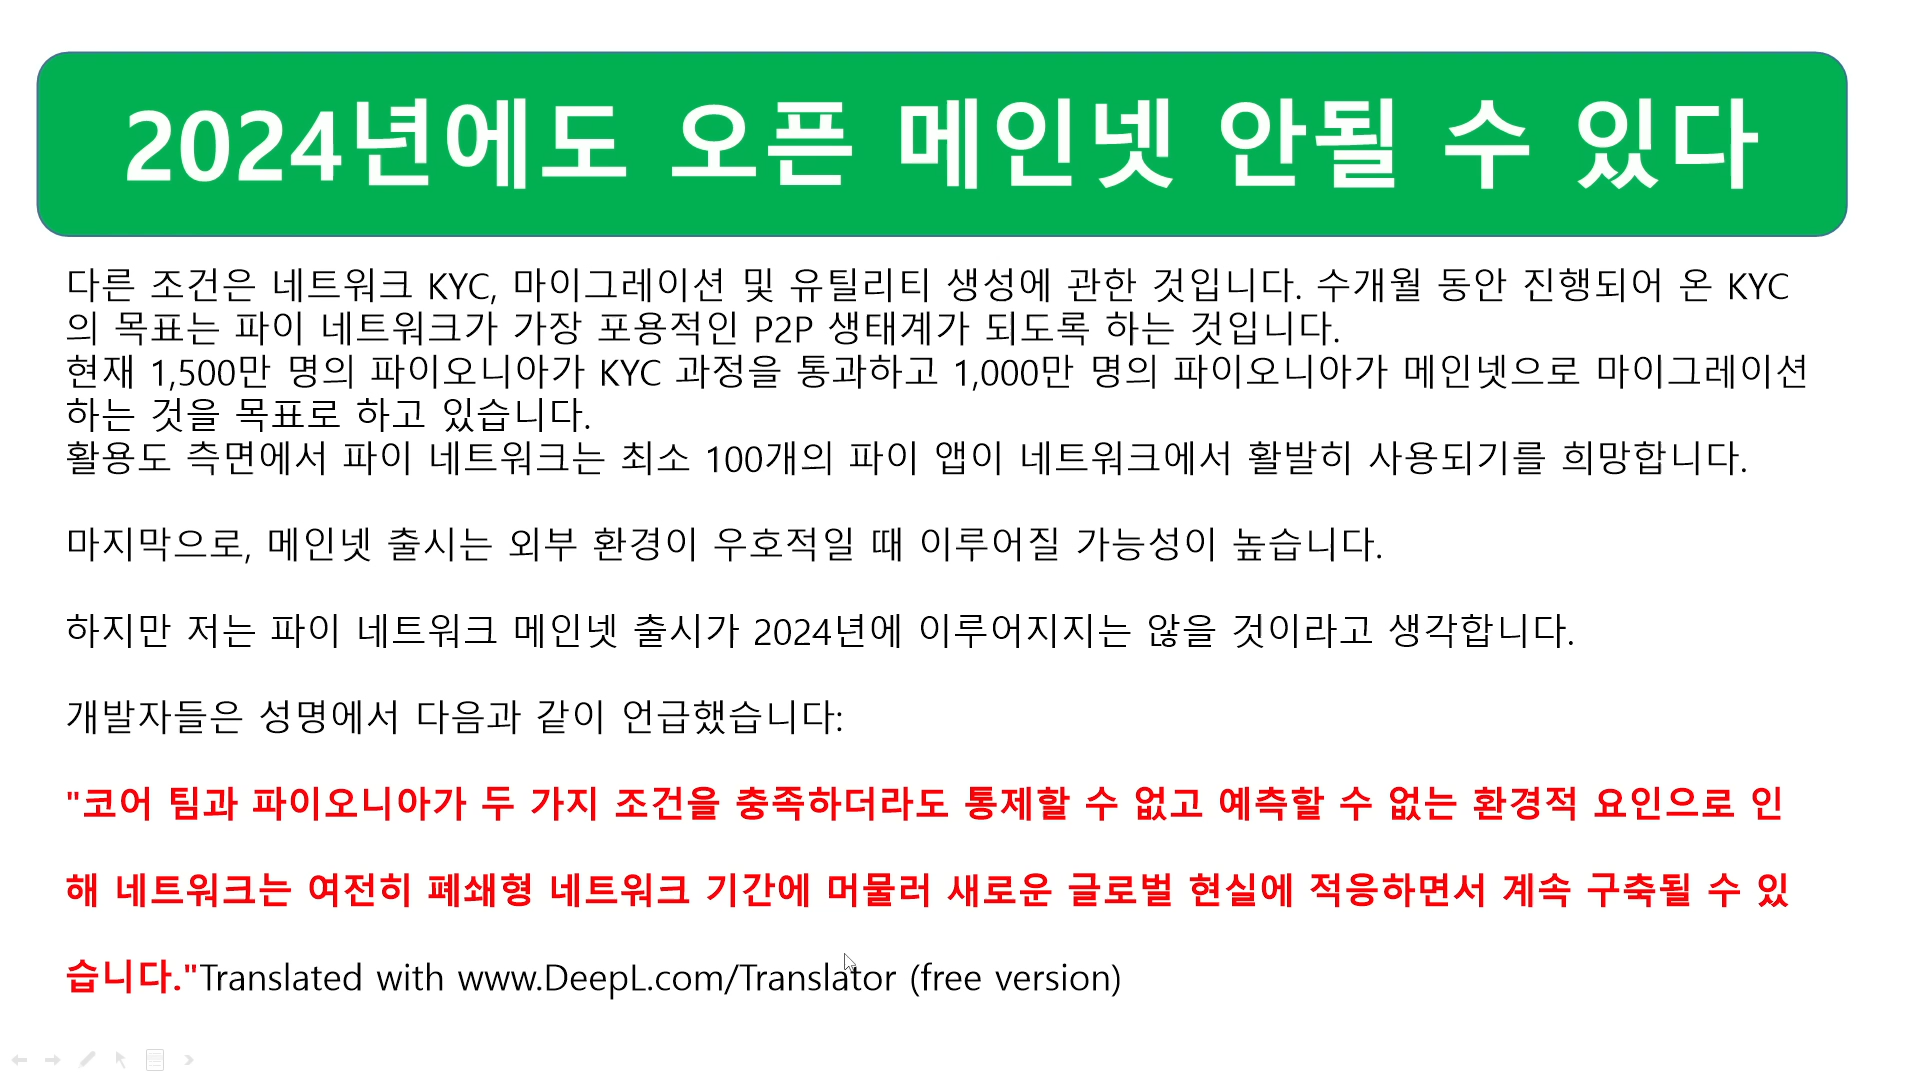 2024년에도 오픈 메인넷 안될 수 있다
다른 조건은 네트워크 KYC, 마이그레이션 및 유틸리티 생성에 관한 것입니다. 수개월 동안 진행되어 온 KYC
의 목표는 파이 네트워크가 가장 포용적인 P2P 생태계가 되도록 하는 것입니다.
현재 1,500만 명의 파이오니아가 KYC 과정을 통과하고 1,000만 명의 파이오니아가 메인넷으로 마이그레이션
하는 것을 목표로 하고 있습니다.
활용도 측면에서 파이 네트워크는 최소 100개의 파이 앱이 네트워크에서 활발히 사용되기를 희망합니다.
마지막으로, 메인넷 출시는 외부 환경이 우호적일 때 이루어질 가능성이 높습니다.
하지만 저는 파이 네트워크 메인넷 출시가 2024년에 이루어지지는 않을 것이라고 생각합니다.
개발자들은 성명에서 다음과 같이 언급했습니다:
"코어 팀과 파이오니아가 두 가지 조건을 충족하더라도 통제할 수 없고 예측할 수 없는 환경적 요인으로 인
해 네트워크는 여전히 폐쇄형 네트워크 기간에 머물러 새로운 글로벌 현실에 적응하면서 계속 구축될 수 있
습니다."Translated with www.DeepL.com/Translator (free version)